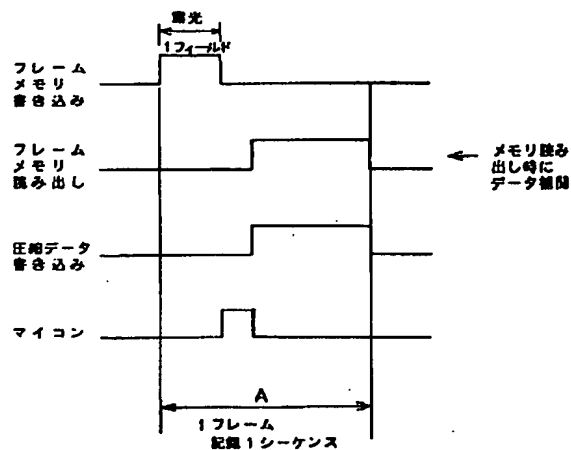 露光
1フィールド
フレーム
メモリ
書き込み
フレーム
メモリ
読み出し
メモリ読み
出し時に
データ補間
圧縮データ
書き込み
マイコン
A
1フレーム
記録1シーケンス